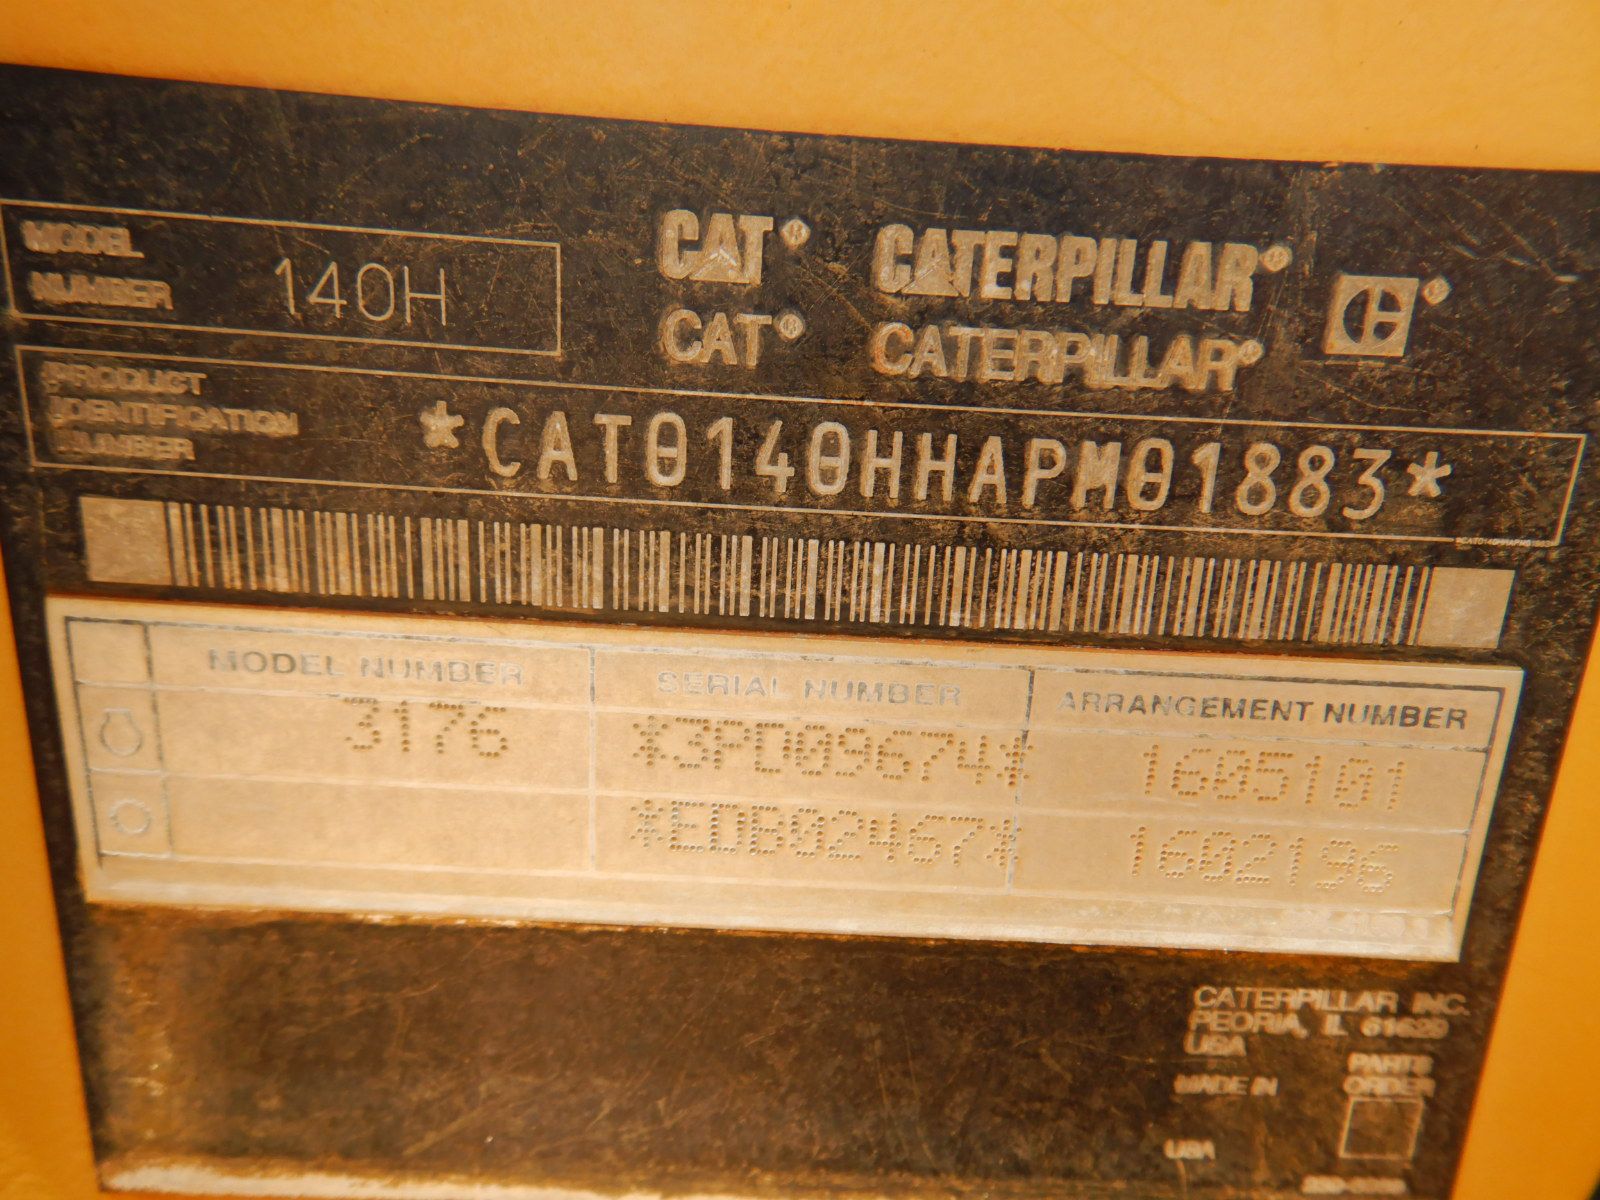 MODEL
NUMBER
140H
CAT® CATERPILLAR®
CAT® CATERPILLAR®
PRODUCT
IDENTIFICATION
NUMBER
*CAT0140HHAPM01883*
MODEL NUMBER SERIAL NUMBER ARRANGEMENT NUMBER
3176 *3PD09674* 1605101
*EDB02467* 1602196
CATERPILLAR INC.
PEORIA, IL 61629
USA
MADE IN
USA
PARTS
ORDER